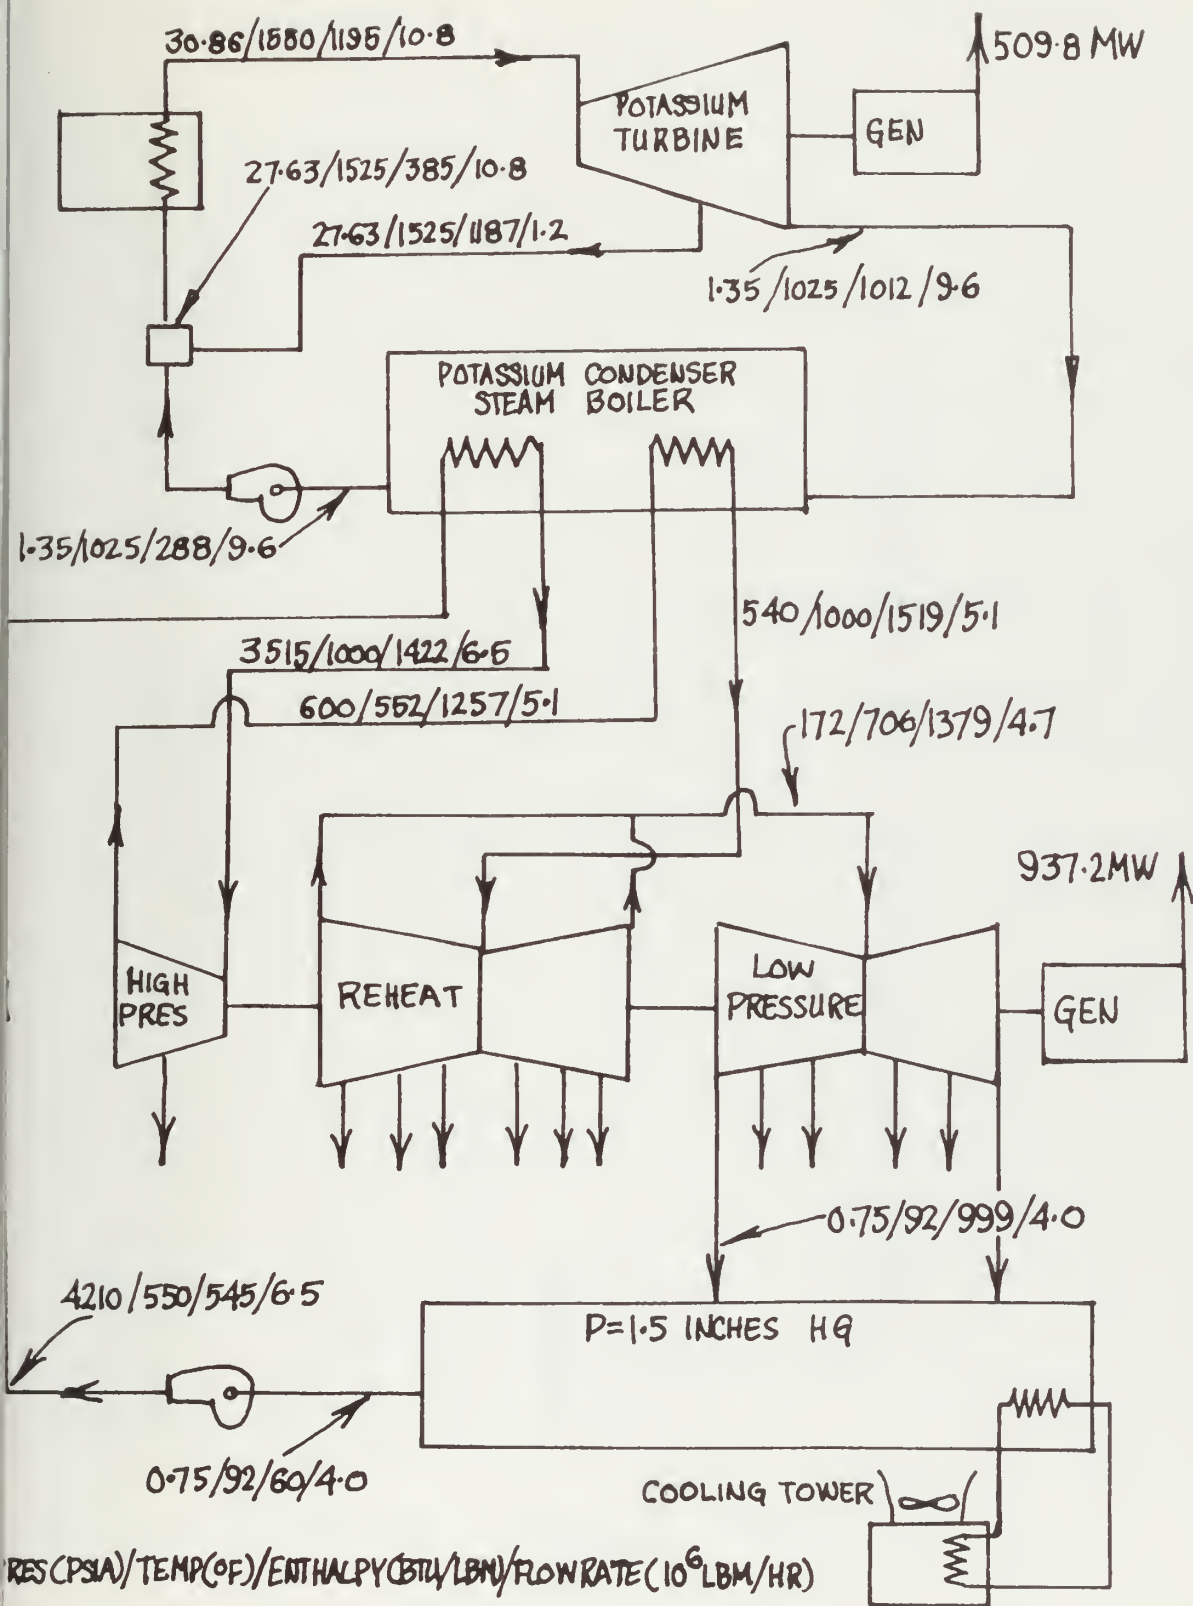 30.86/1580/1195/10.8
509.8 MW
POTASSIUM
TURBINE
GEN
27.63/1525/385/10.8
27.63/1525/1187/1.2
1.35/1025/1012/9.6
POTASSIUM CONDENSER
STEAM BOILER
1.35/1025/288/9.6
540/1000/1519/5.1
3515/1000/1422/6.5
600/552/1257/5.1
172/706/1379/4.7
937.2MW
HIGH
PRES
REHEAT
LOW
PRESSURE
GEN
0.75/92/999/4.0
4210/550/545/6.5
P=1.5 INCHES HG
0.75/92/60/4.0
COOLING TOWER
RES(PSIA)/TEMP(OF)/ENTHALPY(BTU/LBM)/FLOWRATE(10⁶LBM/HR)